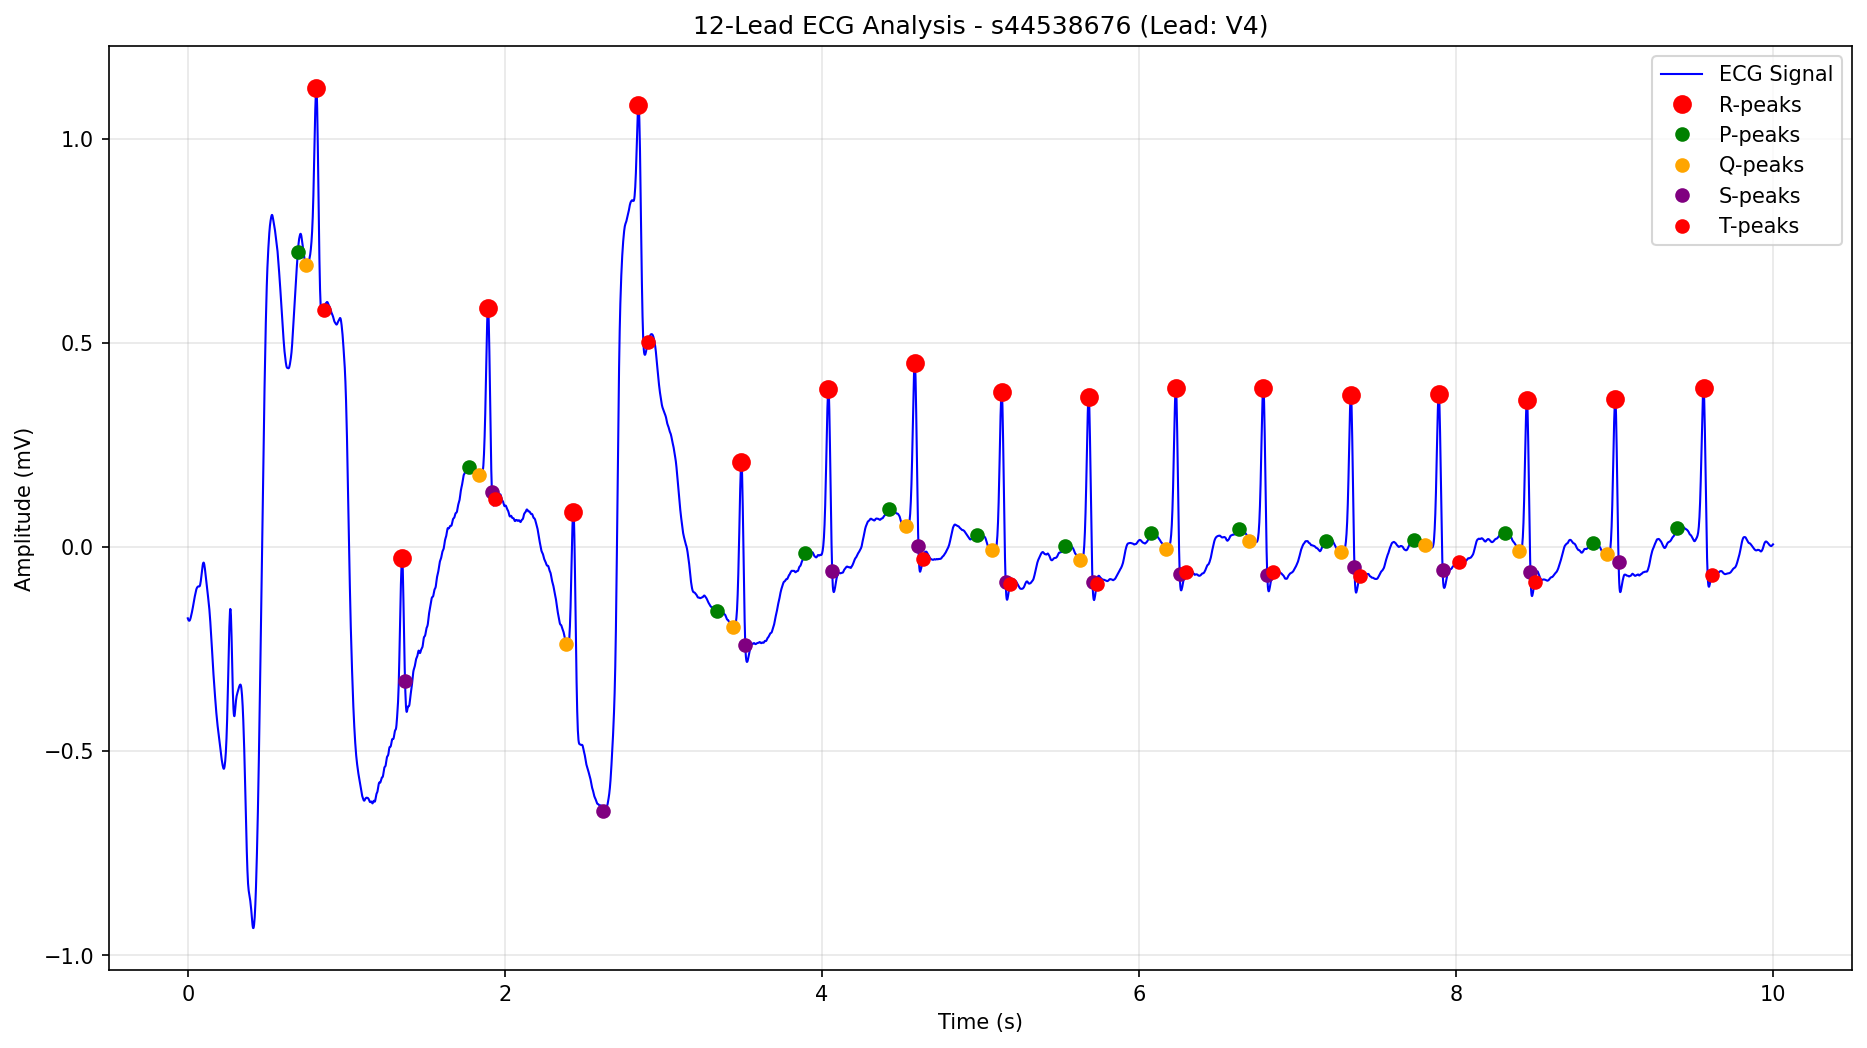 12-Lead ECG Analysis - s44538676 (Lead: V4)
ECG Signal
R-peaks
P-peaks
Q-peaks
S-peaks
T-peaks
1.0
0.5
0.0
−0.5
−1.0
Amplitude (mV)
0 2 4 6 8 10
Time (s)